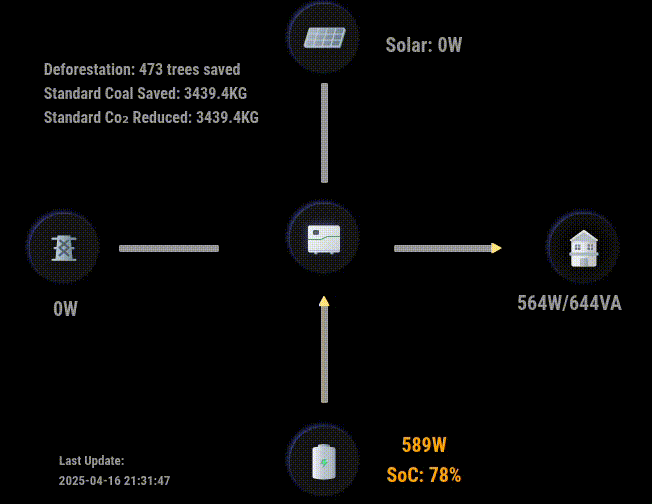 Solar: 0W
Deforestation: 473 trees saved
Standard Coal Saved: 3439.4KG
Standard Co₂ Reduced: 3439.4KG
0W
564W/644VA
589W
SoC: 78%
Last Update:
2025-04-16 21:31:47